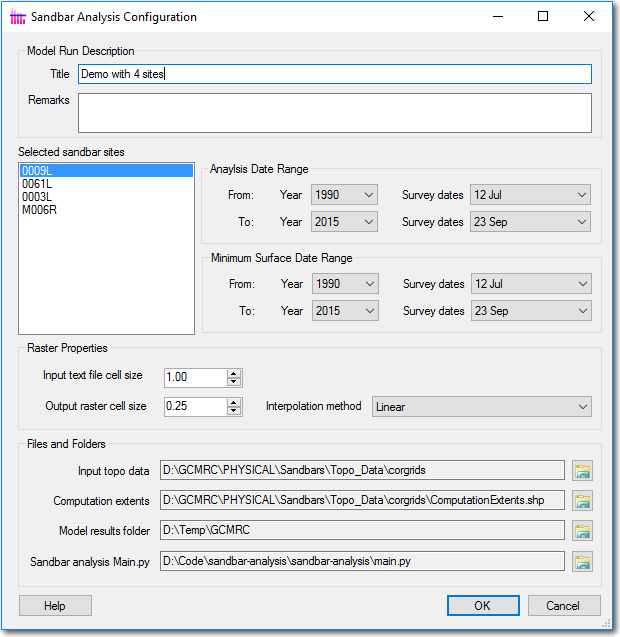 Sandbar Analysis Configuration
Model Run Description
Title Demo with 4 sites
Remarks
Selected sandbar sites
0009L
0061L
0003L
M006R
Anaylsis Date Range
From: Year 1990 Survey dates 12 Jul
To: Year 2015 Survey dates 23 Sep
Minimum Surface Date Range
From: Year 1990 Survey dates 12 Jul
To: Year 2015 Survey dates 23 Sep
Raster Properties
Input text file cell size 1.00
Output raster cell size 0.25 Interpolation method Linear
Files and Folders
Input topo data D:\GCMRC\PHYSICAL\Sandbars\Topo_Data\corgrids
Computation extents D:\GCMRC\PHYSICAL\Sandbars\Topo_Data\corgrids\ComputationExtents.shp
Model results folder D:\Temp\GCMRC
Sandbar analysis Main.py D:\Code\sandbar-analysis\sandbar-analysis\main.py
Help OK Cancel